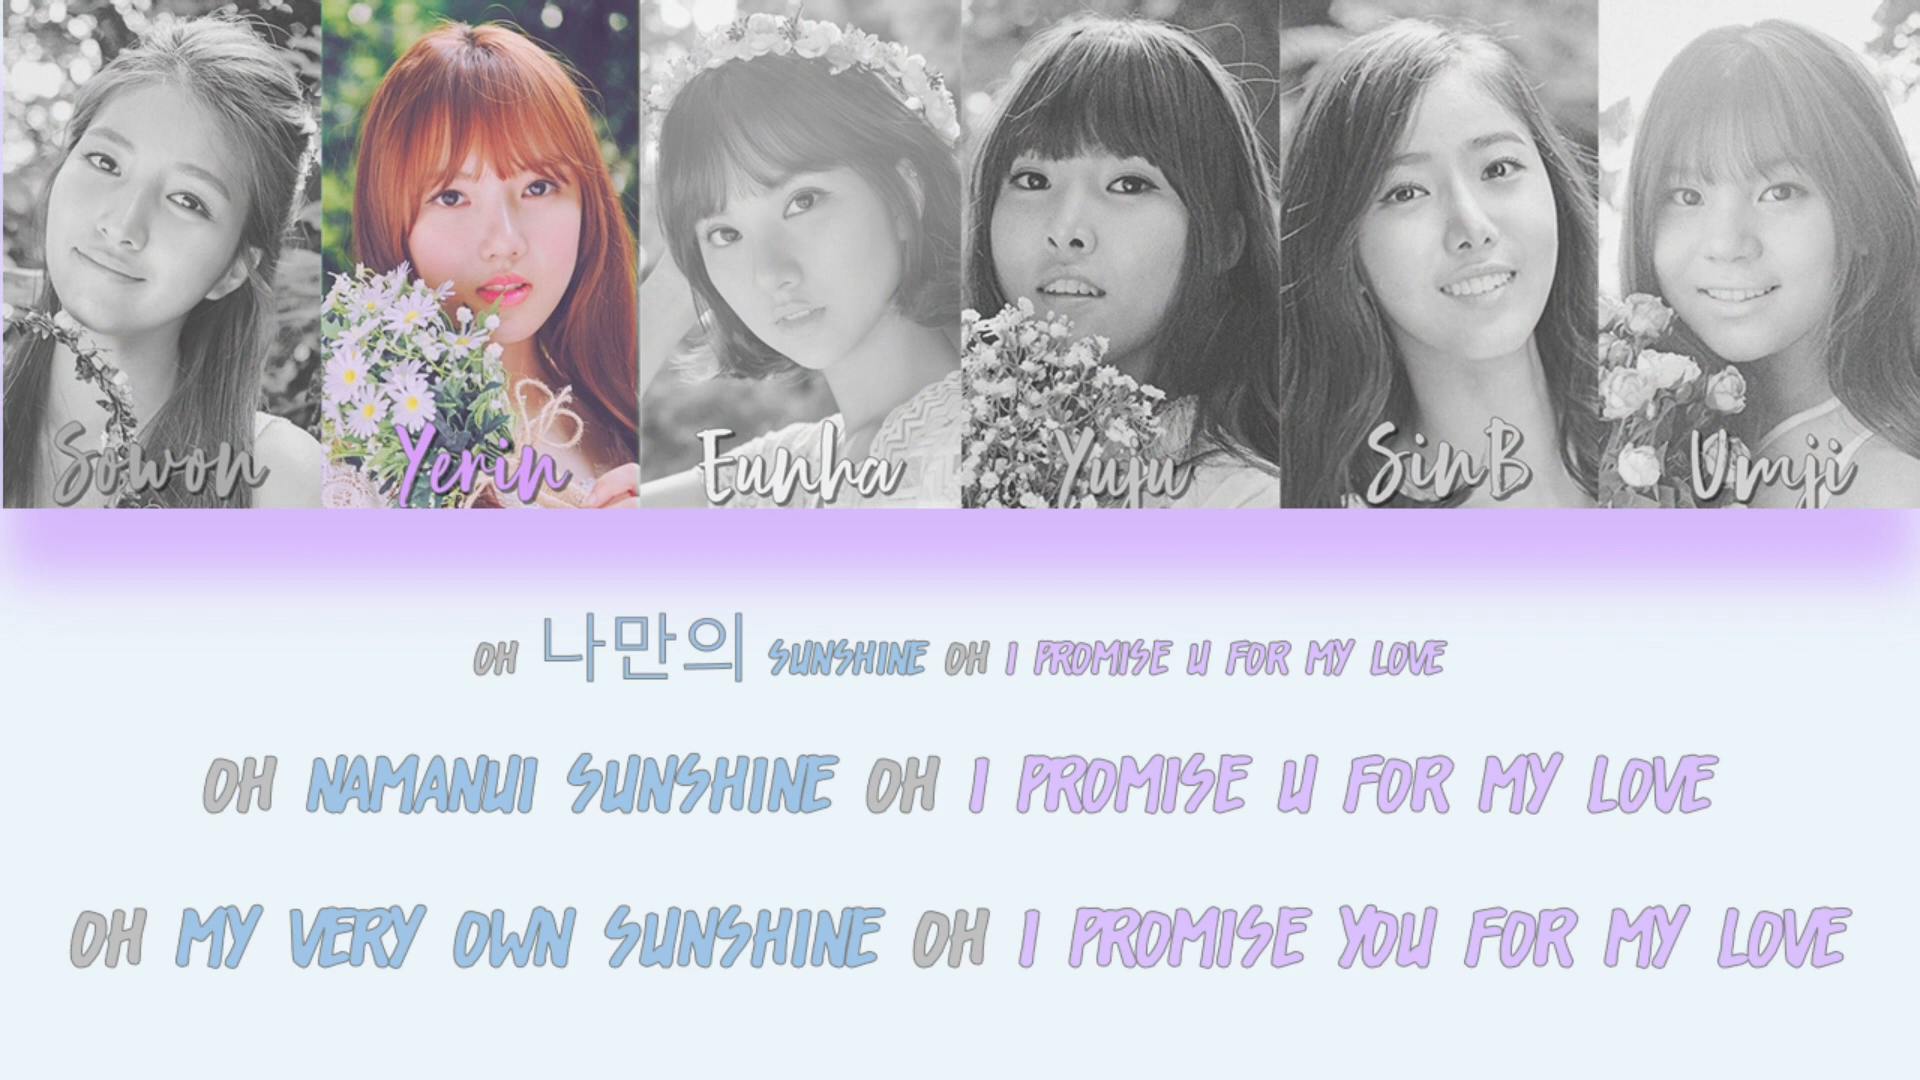 Sowon Yerin Eunha Yuju SinB Umji
OH 나만의 SUNSHINE OH I PROMISE U FOR MY LOVE
OH NAMANUI SUNSHINE OH I PROMISE U FOR MY LOVE
OH MY VERY OWN SUNSHINE OH I PROMISE YOU FOR MY LOVE